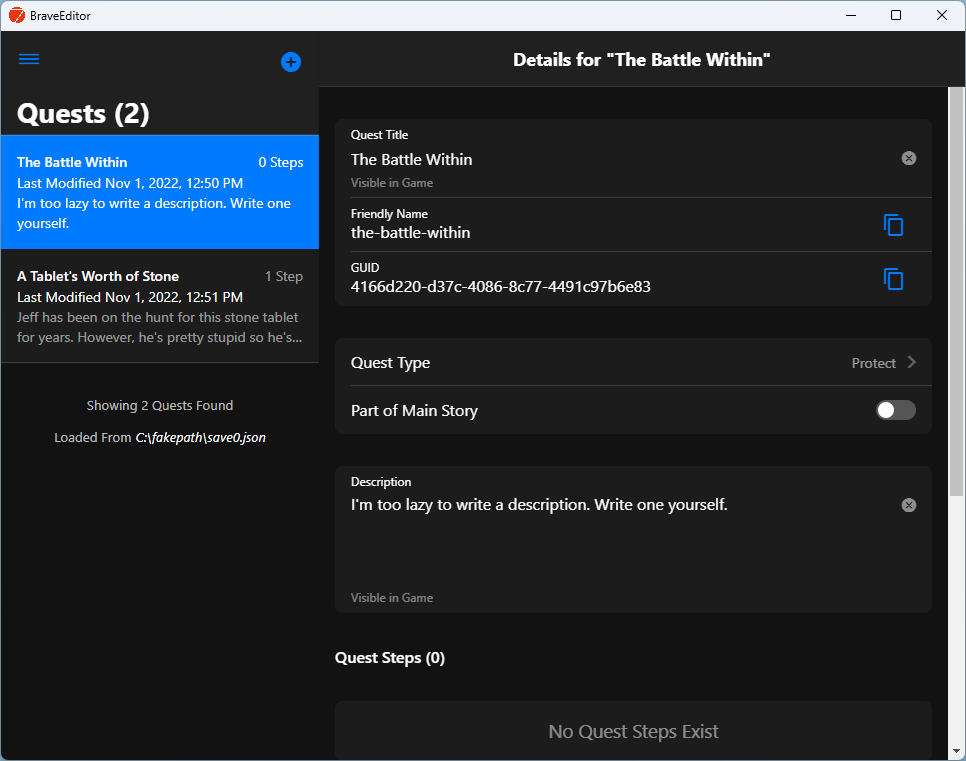 BraveEditor
Quests (2)
The Battle Within 0 Steps
Last Modified Nov 1, 2022, 12:50 PM
I'm too lazy to write a description. Write one
yourself.
A Tablet's Worth of Stone 1 Step
Last Modified Nov 1, 2022, 12:51 PM
Jeff has been on the hunt for this stone tablet
for years. However, he's pretty stupid so he's...
Showing 2 Quests Found
Loaded From C:\fakepath\save0.json
Details for "The Battle Within"
Quest Title
The Battle Within
Visible in Game
Friendly Name
the-battle-within
GUID
4166d220-d37c-4086-8c77-4491c97b6e83
Quest Type Protect
Part of Main Story
Description
I'm too lazy to write a description. Write one yourself.
Visible in Game
Quest Steps (0)
No Quest Steps Exist